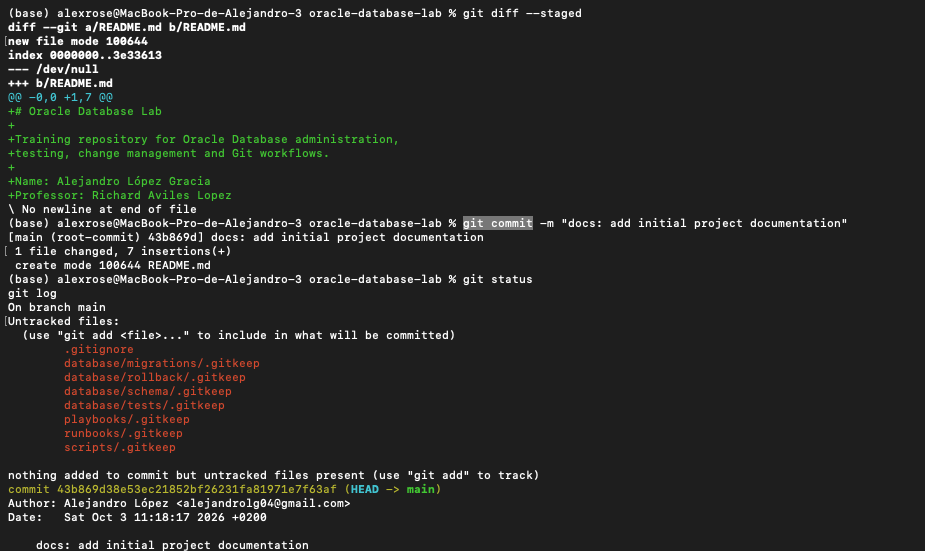 (base) alexrose@MacBook-Pro-de-Alejandro-3 oracle-database-lab % git diff --staged
diff --git a/README.md b/README.md
new file mode 100644
index 0000000..3e33613
--- /dev/null
+++ b/README.md
@@ -0,0 +1,7 @@
+# Oracle Database Lab
+
+Training repository for Oracle Database administration,
+testing, change management and Git workflows.
+
+Name: Alejandro López Gracia
+Professor: Richard Aviles Lopez
\ No newline at end of file
(base) alexrose@MacBook-Pro-de-Alejandro-3 oracle-database-lab % git commit -m "docs: add initial project documentation"
[main (root-commit) 43b869d] docs: add initial project documentation
 1 file changed, 7 insertions(+)
 create mode 100644 README.md
(base) alexrose@MacBook-Pro-de-Alejandro-3 oracle-database-lab % git status
git log
On branch main
Untracked files:
  (use "git add <file>..." to include in what will be committed)
        .gitignore
        database/migrations/.gitkeep
        database/rollback/.gitkeep
        database/schema/.gitkeep
        database/tests/.gitkeep
        playbooks/.gitkeep
        runbooks/.gitkeep
        scripts/.gitkeep

nothing added to commit but untracked files present (use "git add" to track)
commit 43b869d38e53ec21852bf26231fa81971e7f63af (HEAD -> main)
Author: Alejandro López <alejandrolg04@gmail.com>
Date:   Sat Oct 3 11:18:17 2026 +0200

    docs: add initial project documentation